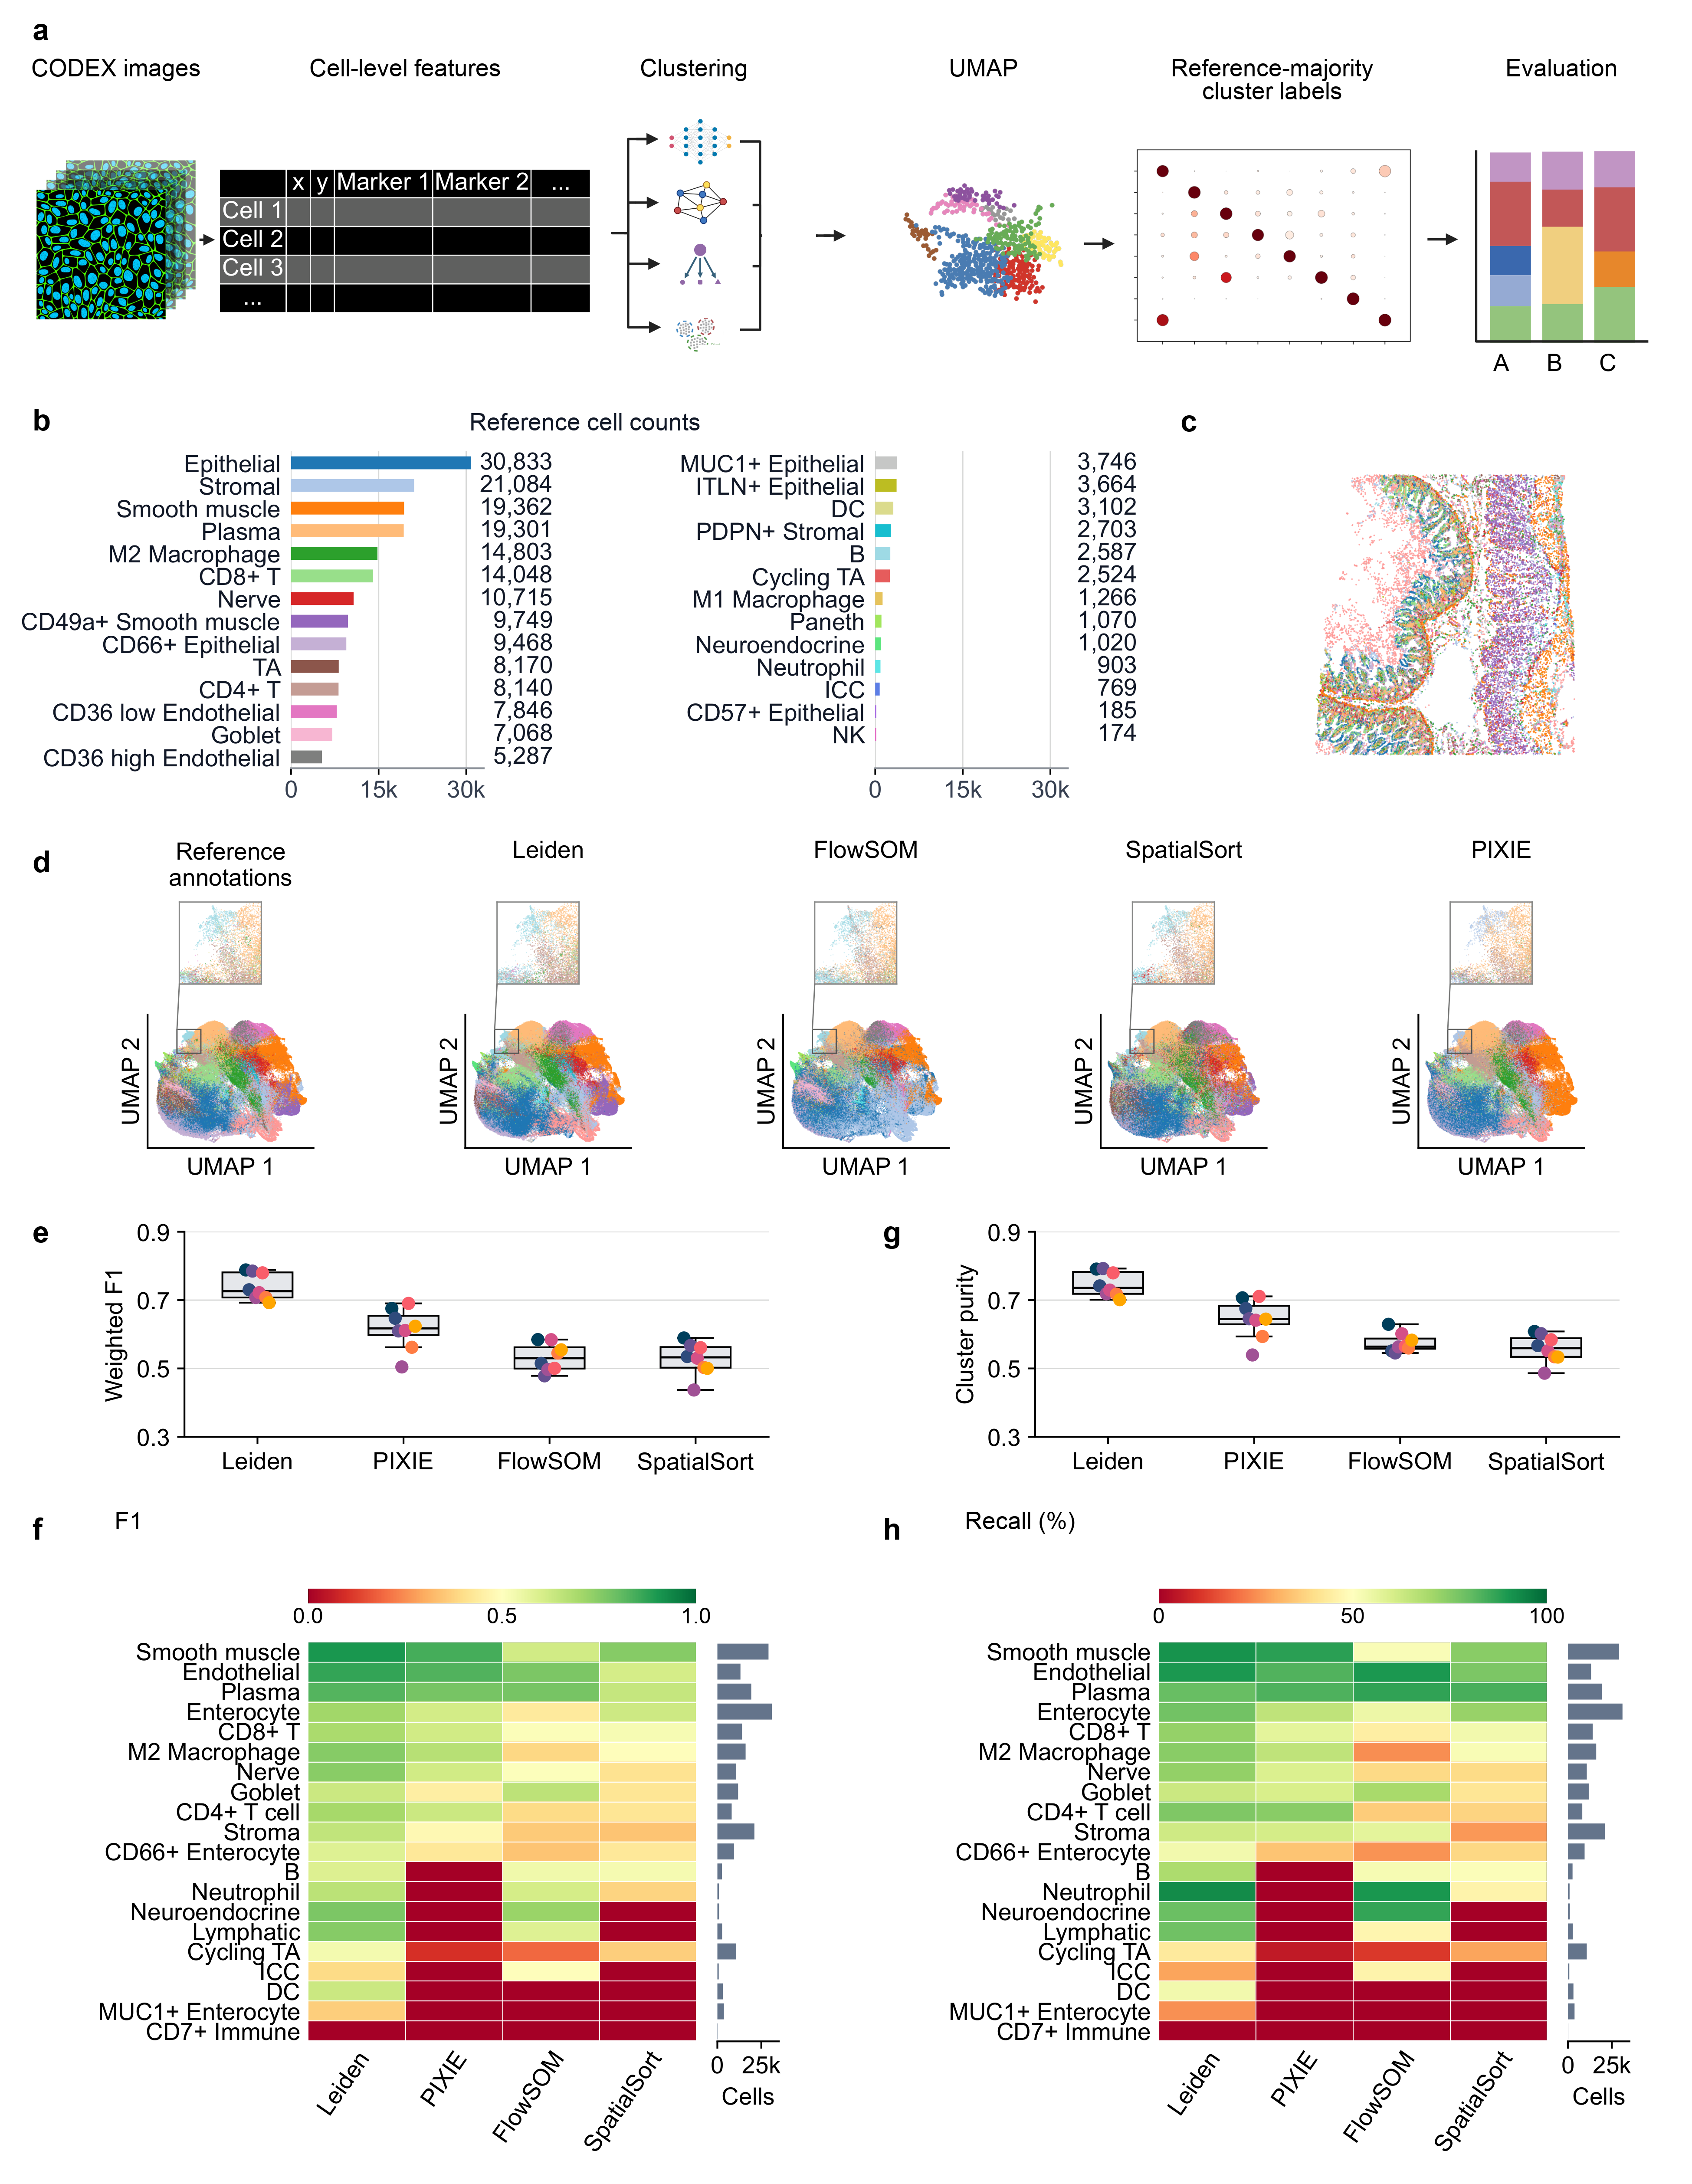 a
CODEX images
Cell-level features
Clustering
UMAP
Reference-majority
cluster labels
Evaluation
x y Marker 1 Marker 2 ...
Cell 1
Cell 2
Cell 3
...
A B C
b
Reference cell counts
Epithelial 30,833
Stromal 21,084
Smooth muscle 19,362
Plasma 19,301
M2 Macrophage 14,803
CD8+ T 14,048
Nerve 10,715
CD49a+ Smooth muscle 9,749
CD66+ Epithelial 9,468
TA 8,170
CD4+ T 8,140
CD36 low Endothelial 7,846
Goblet 7,068
CD36 high Endothelial 5,287
0 15k 30k
MUC1+ Epithelial 3,746
ITLN+ Epithelial 3,664
DC 3,102
PDPN+ Stromal 2,703
B 2,587
Cycling TA 2,524
M1 Macrophage 1,266
Paneth 1,070
Neuroendocrine 1,020
Neutrophil 903
ICC 769
CD57+ Epithelial 185
NK 174
0 15k 30k
c
d
Reference
annotations
Leiden
FlowSOM
SpatialSort
PIXIE
UMAP 2
UMAP 1
UMAP 2
UMAP 1
UMAP 2
UMAP 1
UMAP 2
UMAP 1
UMAP 2
UMAP 1
e
Weighted F1
0.9
0.7
0.5
0.3
Leiden PIXIE FlowSOM SpatialSort
g
Cluster purity
0.9
0.7
0.5
0.3
Leiden PIXIE FlowSOM SpatialSort
f
F1
0.0 0.5 1.0
Smooth muscle
Endothelial
Plasma
Enterocyte
CD8+ T
M2 Macrophage
Nerve
Goblet
CD4+ T cell
Stroma
CD66+ Enterocyte
B
Neutrophil
Neuroendocrine
Lymphatic
Cycling TA
ICC
DC
MUC1+ Enterocyte
CD7+ Immune
Leiden PIXIE FlowSOM SpatialSort
0 25k
Cells
h
Recall (%)
0 50 100
Smooth muscle
Endothelial
Plasma
Enterocyte
CD8+ T
M2 Macrophage
Nerve
Goblet
CD4+ T cell
Stroma
CD66+ Enterocyte
B
Neutrophil
Neuroendocrine
Lymphatic
Cycling TA
ICC
DC
MUC1+ Enterocyte
CD7+ Immune
Leiden PIXIE FlowSOM SpatialSort
0 25k
Cells